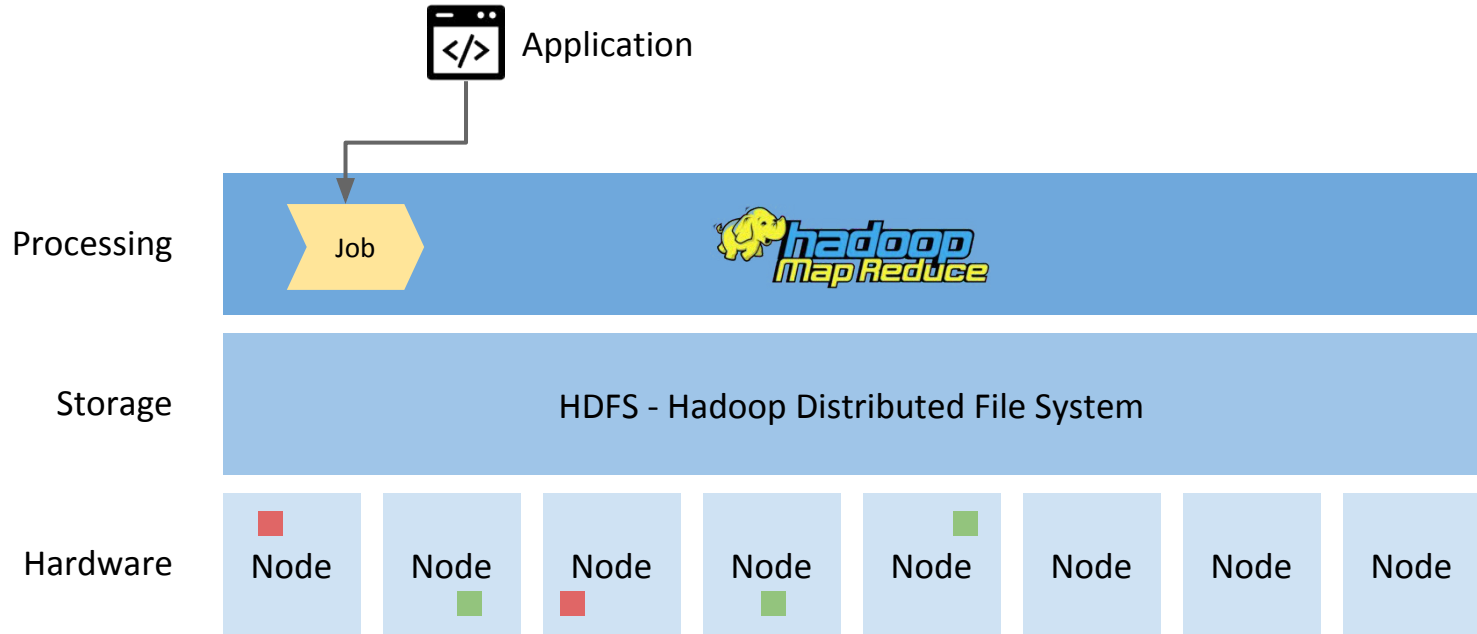 </>
Application
Processing
Job
hadoop
Map Reduce
Storage
HDFS - Hadoop Distributed File System
Hardware
Node Node Node Node Node Node Node Node